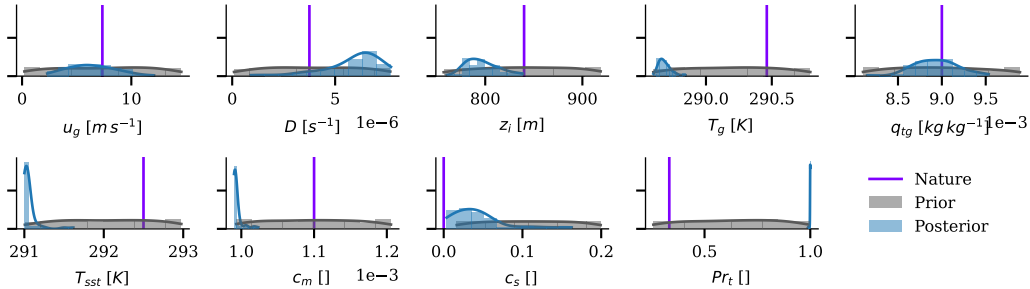 0 10
u_g [m s⁻¹]
0 5
1e−6
D [s⁻¹]
800 900
z_i [m]
290.0 290.5
T_g [K]
8.5 9.0 9.5
1e−3
q_tg [kg kg⁻¹]
291 292 293
T_sst [K]
1.0 1.1 1.2
1e−3
c_m []
0.0 0.1 0.2
c_s []
0.5 1.0
Pr_t []
Nature
Prior
Posterior